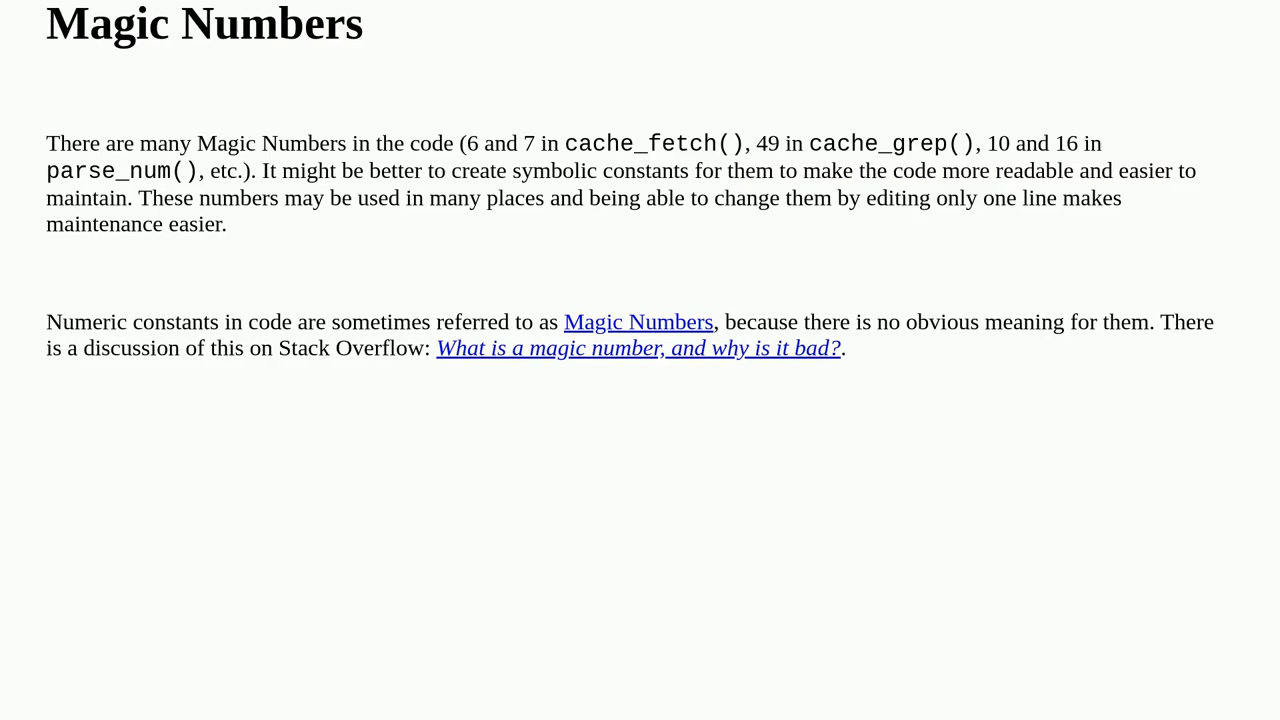 Magic Numbers
There are many Magic Numbers in the code (6 and 7 in cache_fetch(), 49 in cache_grep(), 10 and 16 in
parse_num(), etc.). It might be better to create symbolic constants for them to make the code more readable and easier to
maintain. These numbers may be used in many places and being able to change them by editing only one line makes
maintenance easier.
Numeric constants in code are sometimes referred to as Magic Numbers, because there is no obvious meaning for them. There
is a discussion of this on Stack Overflow: What is a magic number, and why is it bad?.